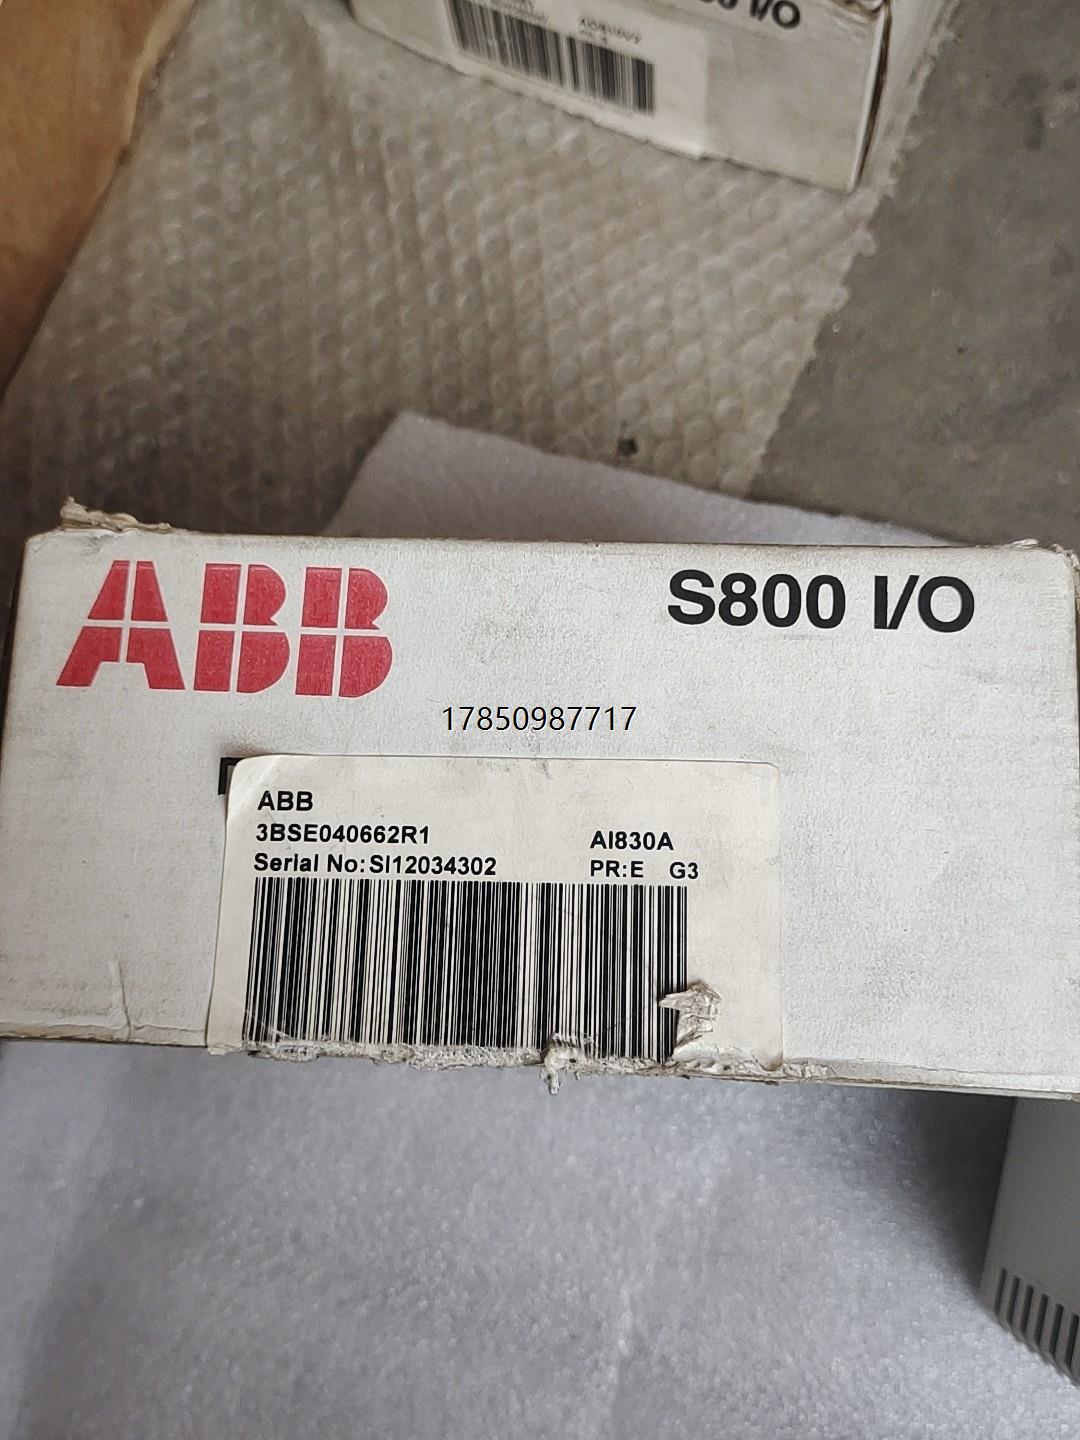 I/O
ABB
S800 I/O
17850987717
ABB
3BSE040662R1
AI830A
Serial No: SI12034302
PR:E G3